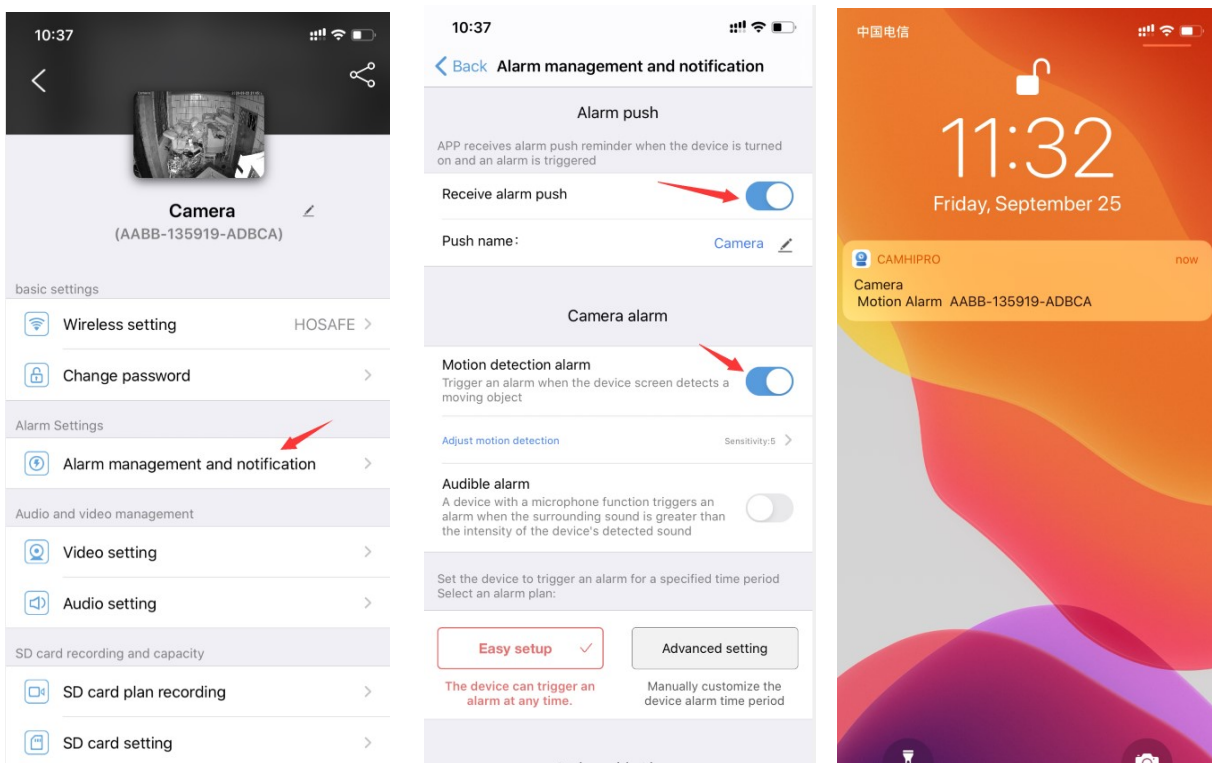 10:37
Camera
(AABB-135919-ADBCA)
basic settings
Wireless setting HOSAFE
Change password
Alarm Settings
Alarm management and notification
Audio and video management
Video setting
Audio setting
SD card recording and capacity
SD card plan recording
SD card setting
10:37
Back Alarm management and notification
Alarm push
APP receives alarm push reminder when the device is turned
on and an alarm is triggered
Receive alarm push
Push name: Camera
Camera alarm
Motion detection alarm
Trigger an alarm when the device screen detects a
moving object
Adjust motion detection Sensitivity:5
Audible alarm
A device with a microphone function triggers an
alarm when the surrounding sound is greater than
the intensity of the device's detected sound
Set the device to trigger an alarm for a specified time period
Select an alarm plan:
Easy setup
Advanced setting
The device can trigger an
alarm at any time.
Manually customize the
device alarm time period
中国电信
11:32
Friday, September 25
CAMHIPRO now
Camera
Motion Alarm AABB-135919-ADBCA